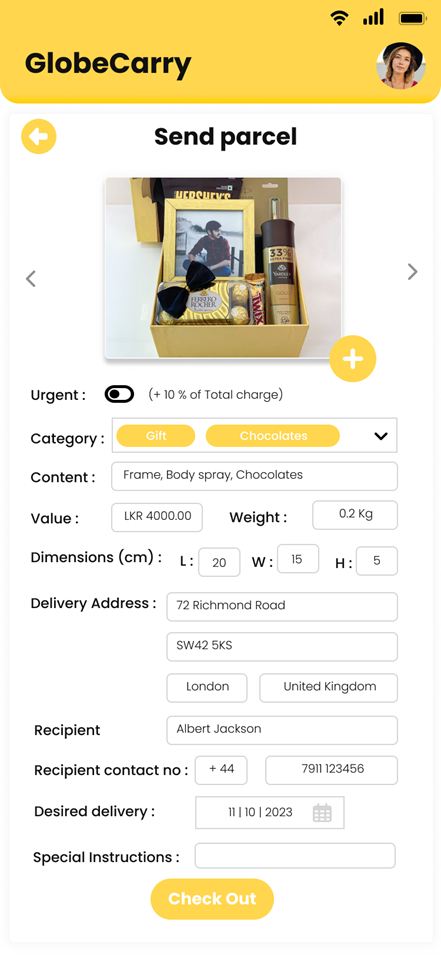 GlobeCarry
Send parcel
HERSHEY'S
33%
YARDLEY
GOLD
FERRERO
ROCHER
TWIX
Urgent : (+ 10 % of Total charge)
Category : Gift Chocolates
Content : Frame, Body spray, Chocolates
Value : LKR 4000.00 Weight : 0.2 Kg
Dimensions (cm) : L : 20 W : 15 H : 5
Delivery Address : 72 Richmond Road
SW42 5KS
London United Kingdom
Recipient Albert Jackson
Recipient contact no : + 44 7911 123456
Desired delivery : 11 | 10 | 2023
Special Instructions :
Check Out